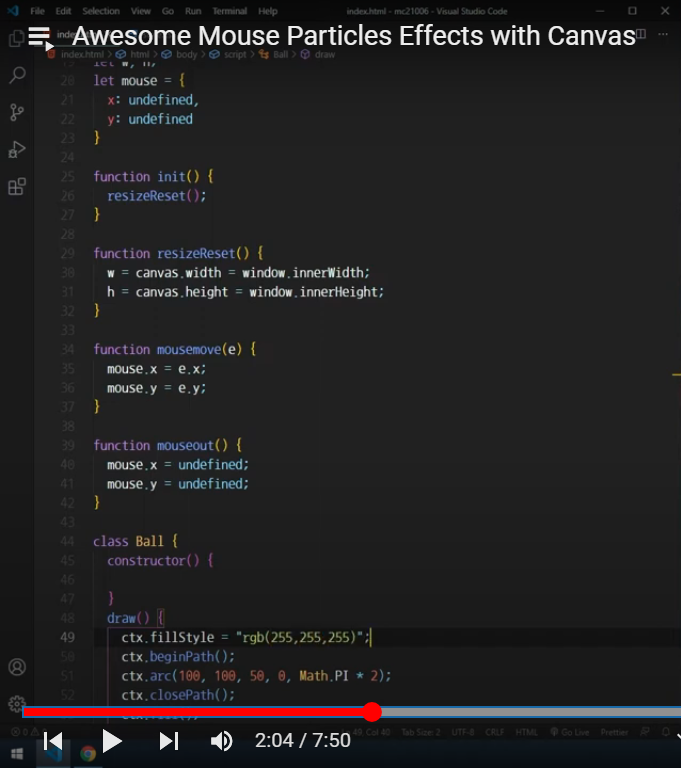 File Edit Selection View Go Run Terminal Help index.html - mc21006 - Visual Studio Code
Awesome Mouse Particles Effects with Canvas
index.html > html > body > script > Ball > draw
19 let w, h;
20 let mouse = {
21 x: undefined,
22 y: undefined
23 }
24
25 function init() {
26 resizeReset();
27 }
28
29 function resizeReset() {
30 w = canvas.width = window.innerWidth;
31 h = canvas.height = window.innerHeight;
32 }
33
34 function mousemove(e) {
35 mouse.x = e.x;
36 mouse.y = e.y;
37 }
38
39 function mouseout() {
40 mouse.x = undefined;
41 mouse.y = undefined;
42 }
43
44 class Ball {
45 constructor() {
46
47 }
48 draw() {
49 ctx.fillStyle = "rgb(255,255,255)";
50 ctx.beginPath();
51 ctx.arc(100, 100, 50, 0, Math.PI * 2);
52 ctx.closePath();
49, Col 40 Tab Size: 2 UTF-8 CRLF HTML Go Live Prettier
2:04 / 7:50